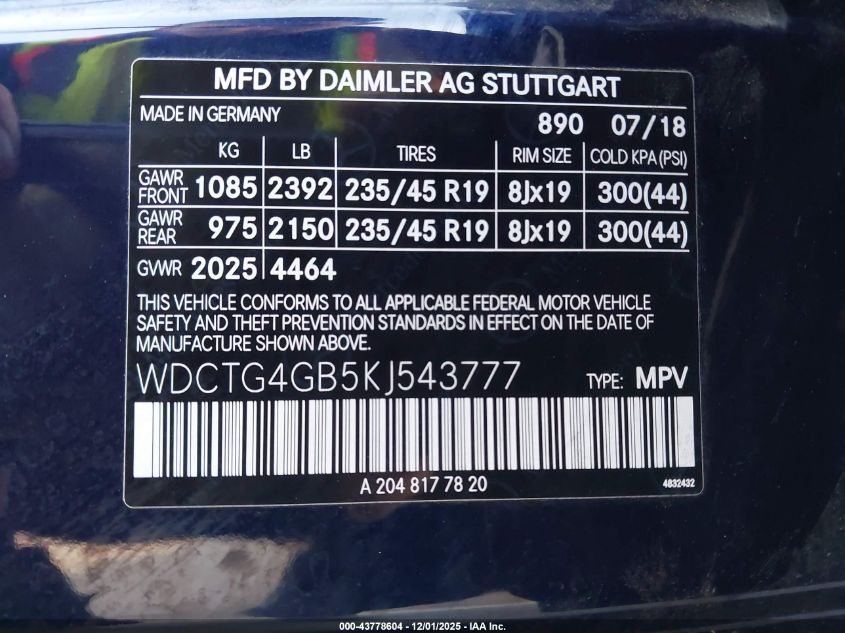 MFD BY DAIMLER AG STUTTGART
MADE IN GERMANY
890 07/18
KG LB TIRES RIM SIZE COLD KPA (PSI)
GAWR FRONT 1085 2392 235/45 R19 8Jx19 300(44)
GAWR REAR 975 2150 235/45 R19 8Jx19 300(44)
GVWR 2025 4464
THIS VEHICLE CONFORMS TO ALL APPLICABLE FEDERAL MOTOR VEHICLE
SAFETY AND THEFT PREVENTION STANDARDS IN EFFECT ON THE DATE OF
MANUFACTURE SHOWN ABOVE.
WDCTG4GB5KJ543777 TYPE: MPV
A 204 817 78 20 4832432
000-43778604 - 12/01/2025 - IAA Inc.